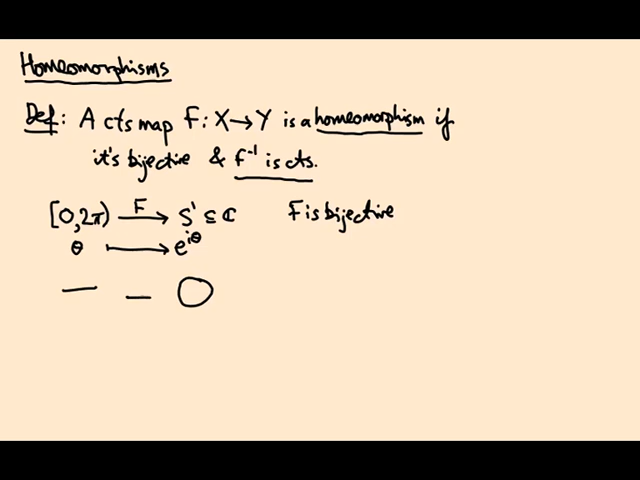 Homeomorphisms
Def: A cts map F: X → Y is a homeomorphism if
it's bijective & F⁻¹ is cts.
[0, 2π) —F→ S¹ ⊆ ℂ F is bijective
θ ↦ e^{iθ}